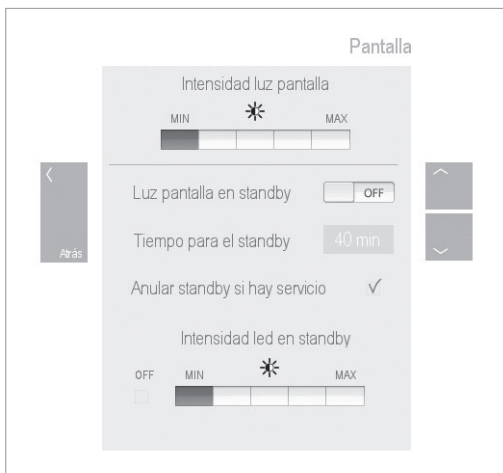 Pantalla
Intensidad luz pantalla
MIN MAX
Luz pantalla en standby OFF
Tiempo para el standby 40 min
Anular standby si hay servicio
Intensidad led en standby
OFF MIN MAX
Atrás